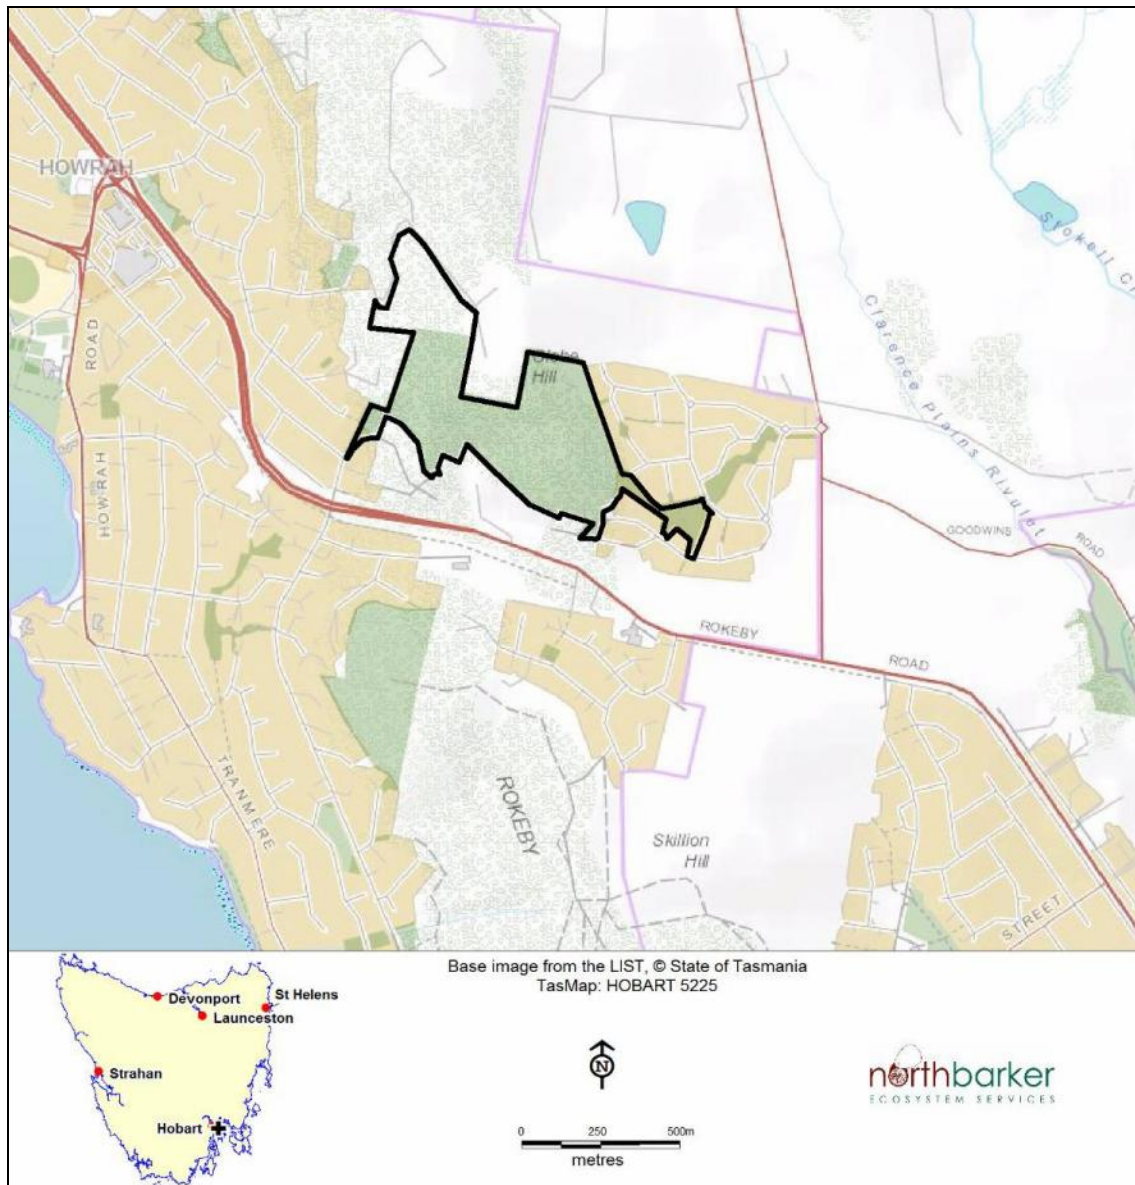 HOWRAH
ROAD
HOWRAH
Glebe
Hill
Clarence Plains Rivulet
Stokell
GOODWINS
ROAD
ROKEBY
ROAD
TRANMERE
ROKEBY
Skillion
Hill
STREET
Base image from the LIST, © State of Tasmania
TasMap: HOBART 5225
Devonport
St Helens
Launceston
Strahan
Hobart
N
0 250 500m
metres
northbarker
ECOSYSTEM SERVICES